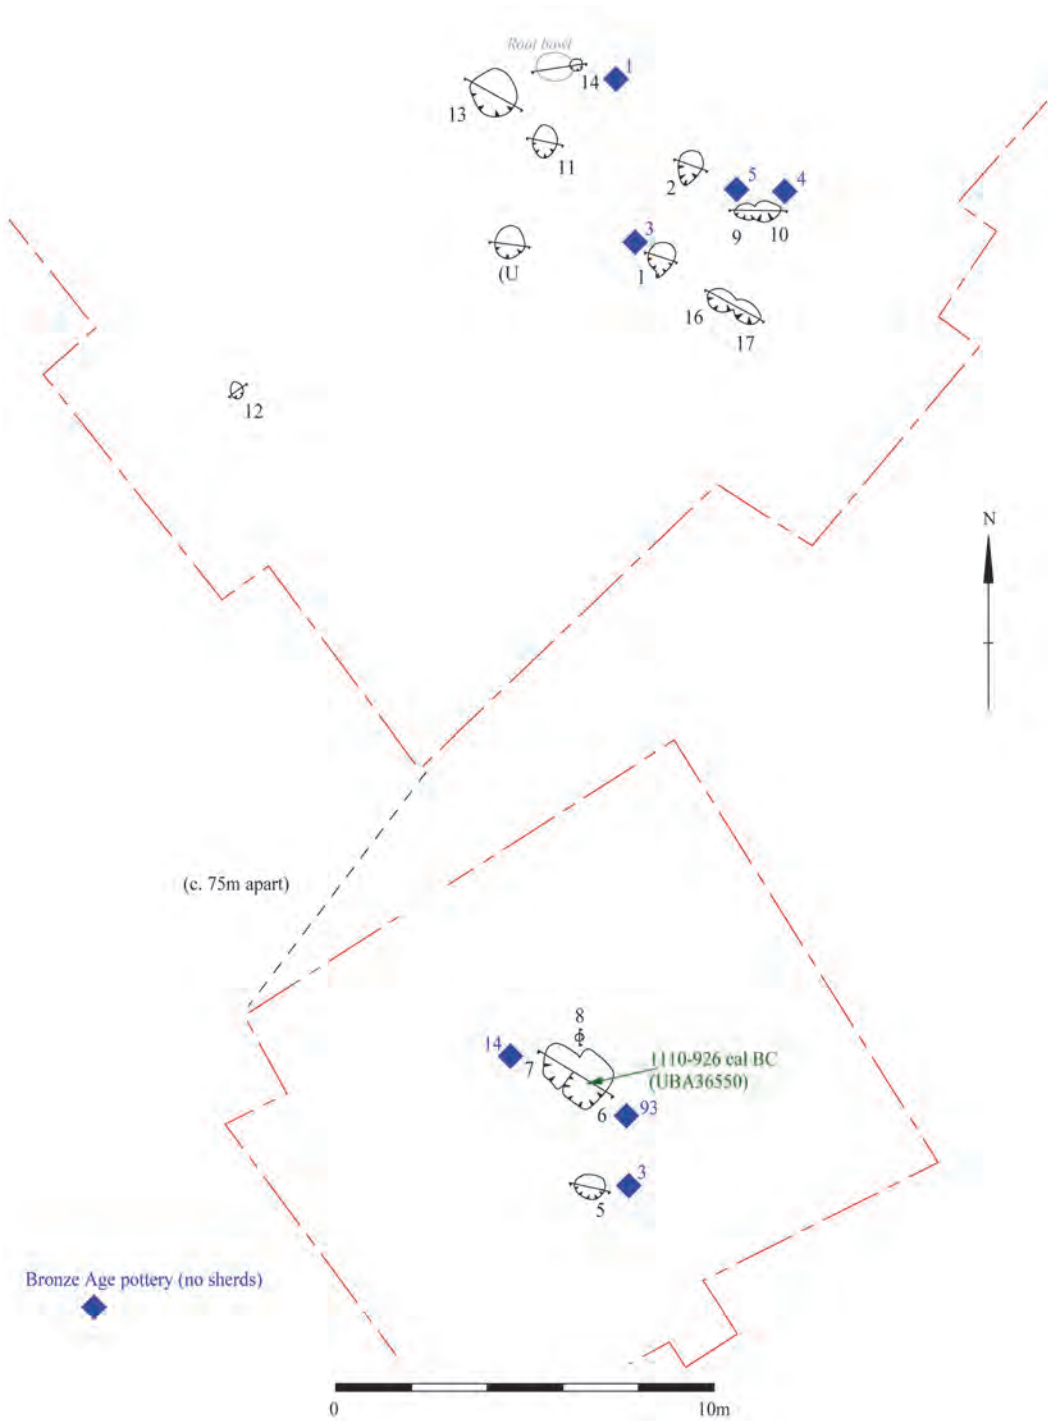 Root bowl
1
14
13
11
2
5
4
9
10
3
1
(U
16
17
12
N
(c. 75m apart)
8
14
7
1110-926 cal BC
(UBA36550)
6
93
3
5
Bronze Age pottery (no sherds)
0
10m